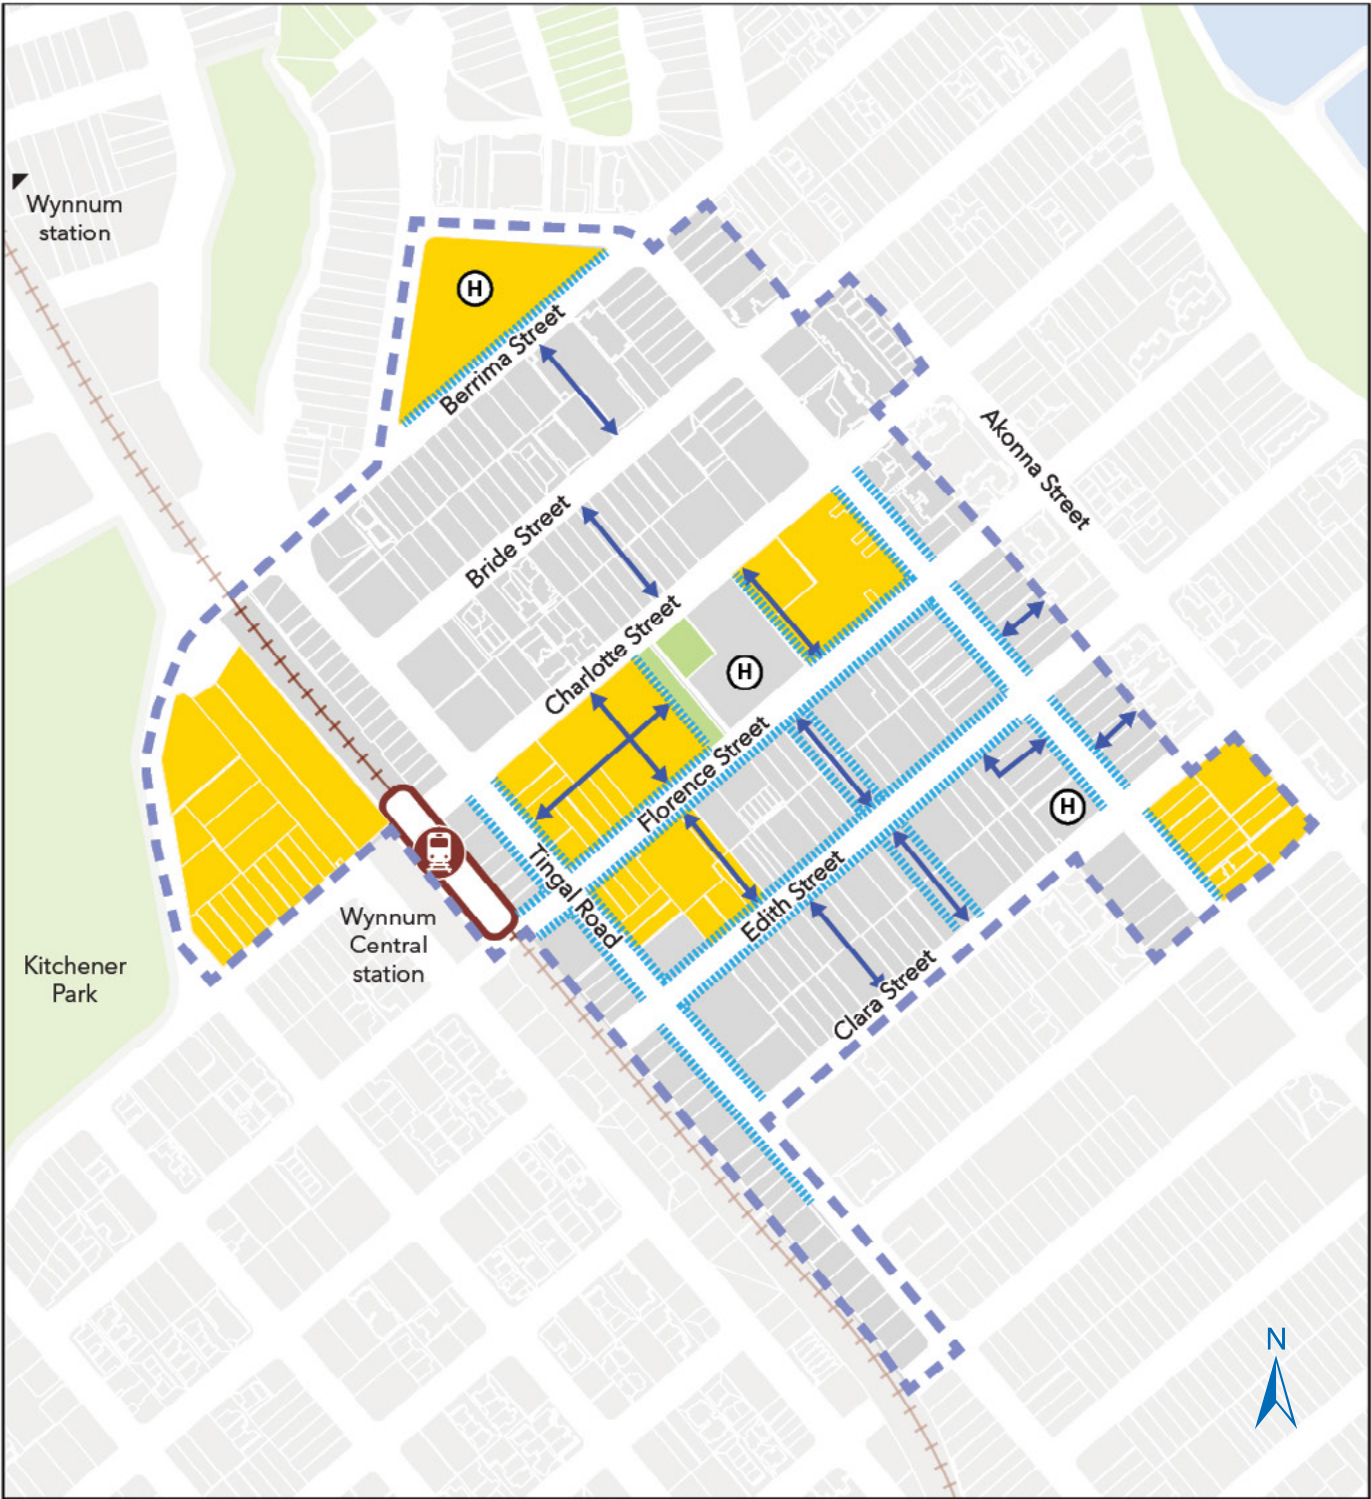 Wynnum
station
H
Berrima Street
Akonna Street
Bride Street
Charlotte Street
H
Florence Street
H
Tingal Road
Edith Street
Wynnum
Central
station
Kitchener
Park
Clara Street
N